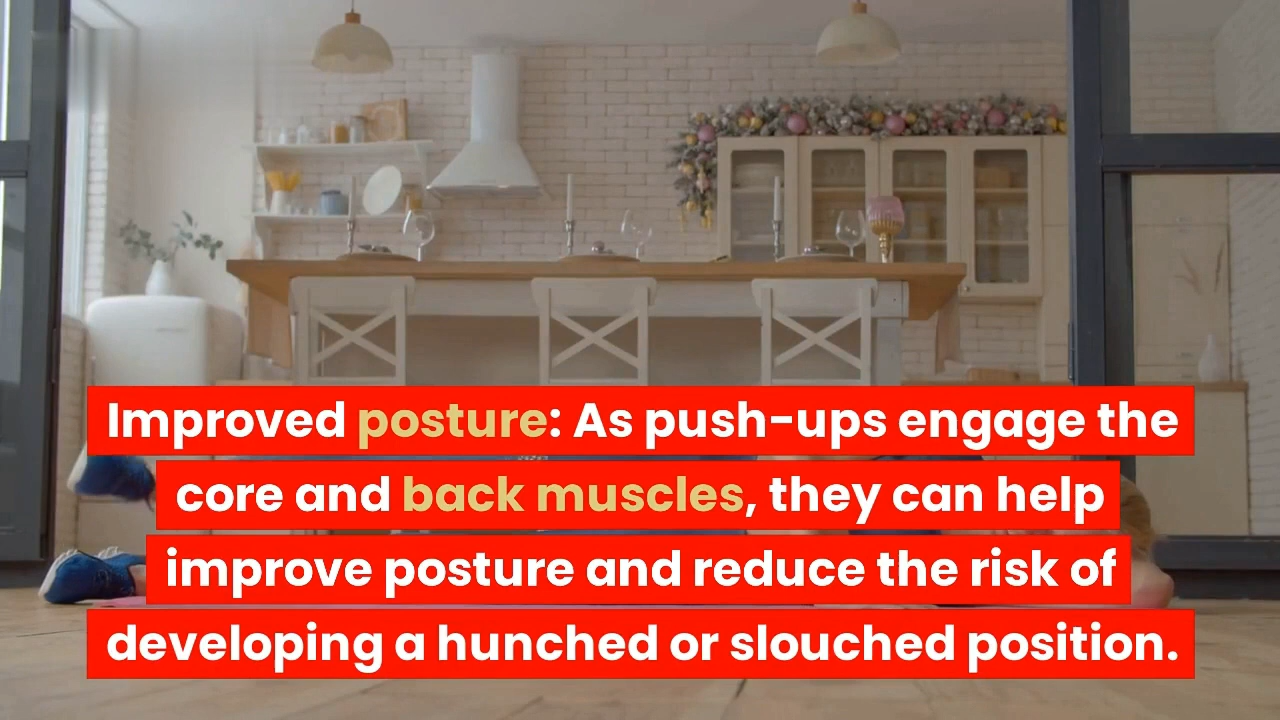 Improved posture: As push-ups engage the
core and back muscles, they can help
improve posture and reduce the risk of
developing a hunched or slouched position.